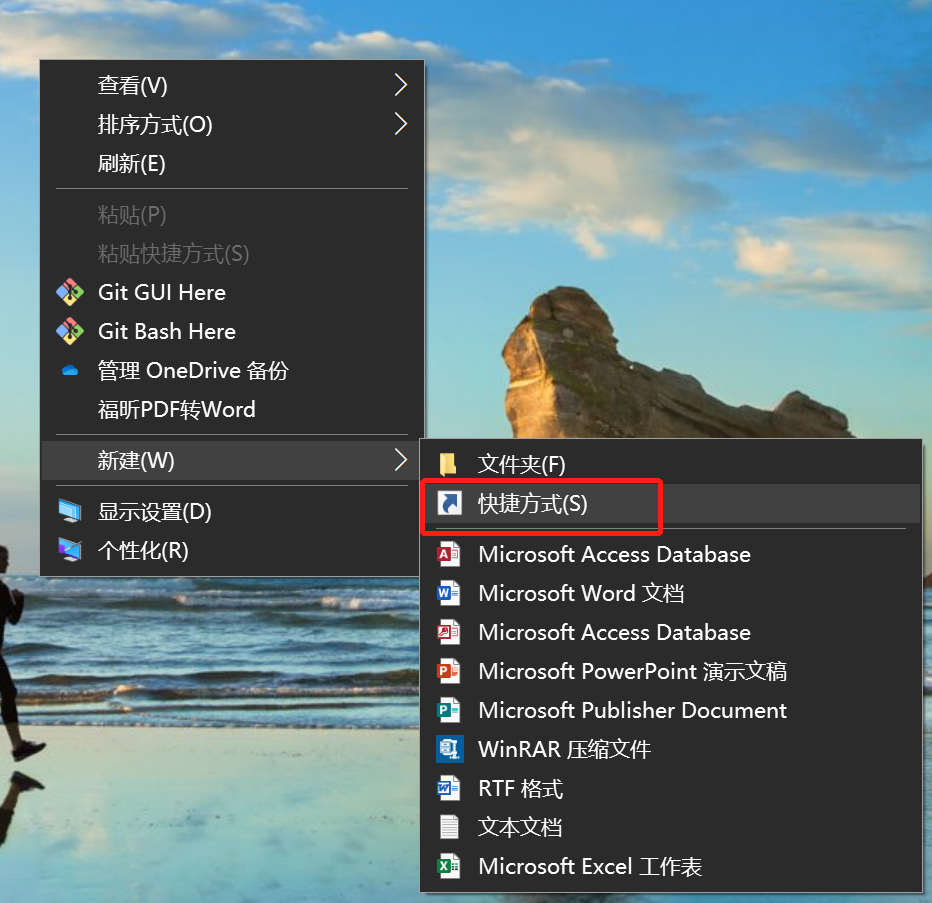 查看(V)
排序方式(O)
刷新(E)
粘贴(P)
粘贴快捷方式(S)
Git GUI Here
Git Bash Here
管理 OneDrive 备份
福昕PDF转Word
新建(W)
显示设置(D)
个性化(R)
文件夹(F)
快捷方式(S)
Microsoft Access Database
Microsoft Word 文档
Microsoft Access Database
Microsoft PowerPoint 演示文稿
Microsoft Publisher Document
WinRAR 压缩文件
RTF 格式
文本文档
Microsoft Excel 工作表